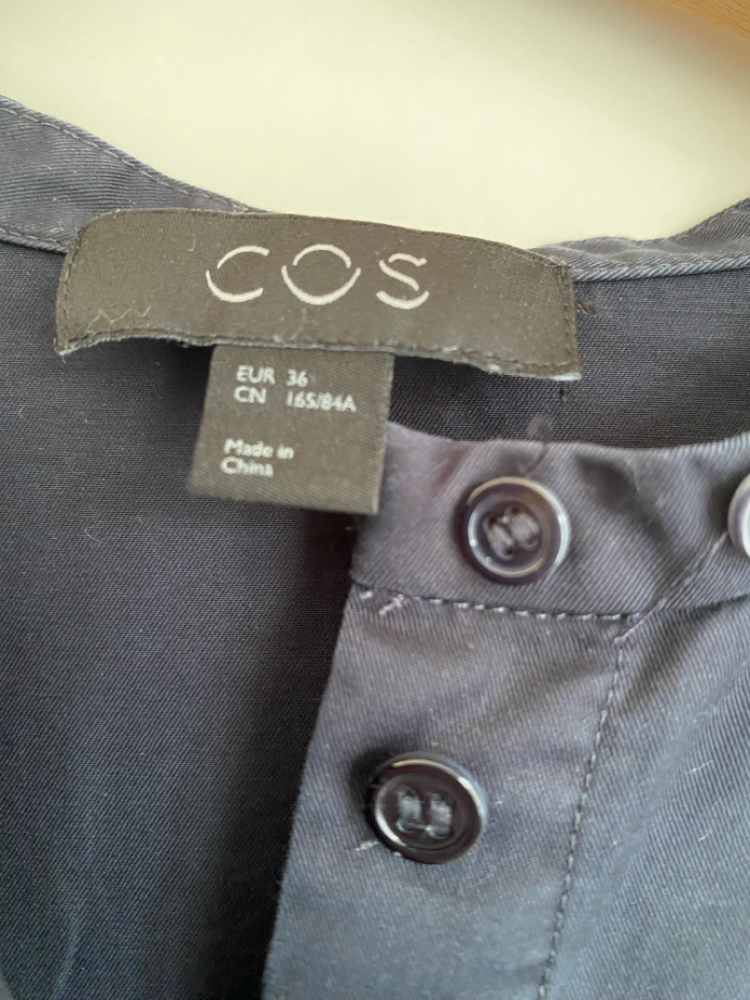 COS
EUR 36
CN 165/84A
Made in
China